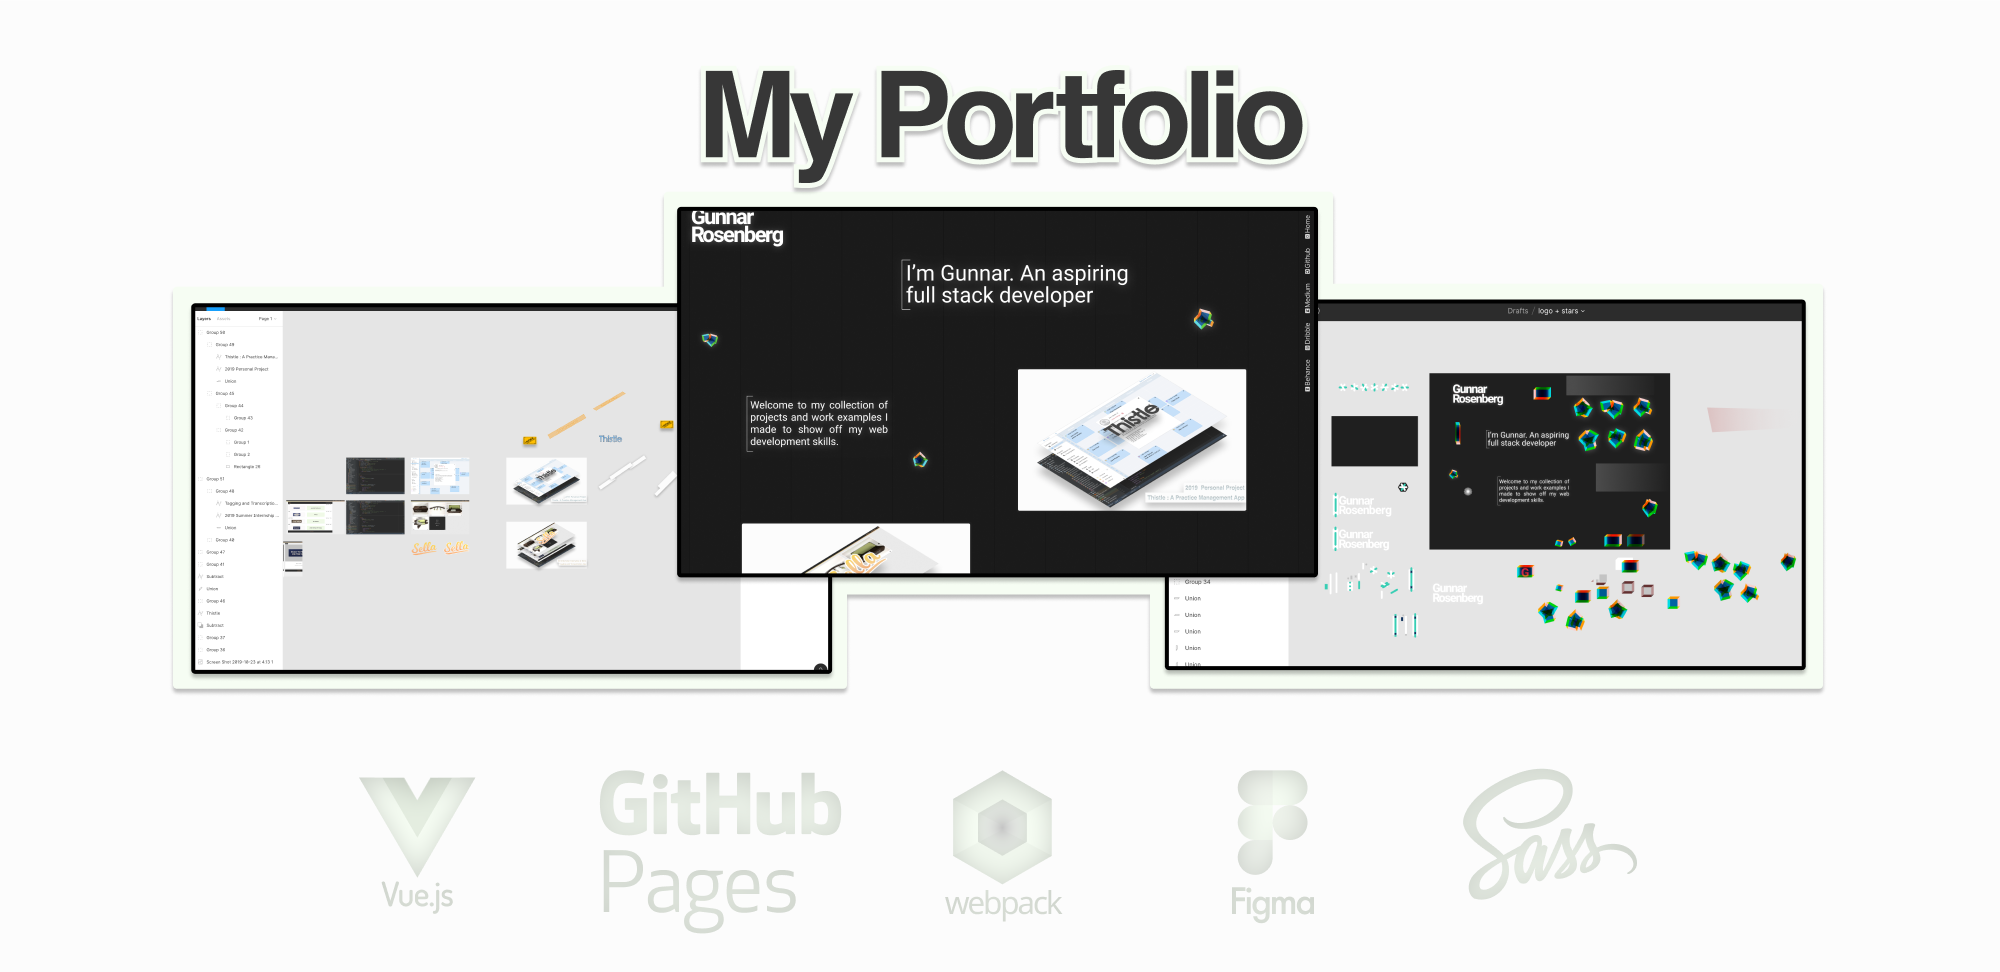 My Portfolio
Gunnar
Rosenberg
I'm Gunnar. An aspiring
full stack developer
Welcome to my collection of
projects and work examples I
made to show off my web
development skills.
Home
Github
Medium
Dribble
Behance
Thistle
2019 Personal Project
Thistle : A Practice Management App
Sello
Layers Assets Page 1
Group 50
Group 49
Thistle : A Practice Mana...
2019 Personal Project
Union
Group 45
Group 44
Group 43
Group 42
Group 1
Group 2
Rectangle 29
Group 51
Group 49
Tagging and Transcriptio...
2019 Summer Internship ...
Union
Group 48
Group 47
Group 41
Subtract
Union
Group 46
Thistle
Subtract
Group 37
Group 36
Screen Shot 2019-10-23 at 4.13 1
Thistle
Sello Sello
Drafts / logo + stars
Gunnar
Rosenberg
I'm Gunnar. An aspiring
full stack developer
Welcome to my collection of
projects and work examples I
made to show off my web
development skills.
Gunnar
Rosenberg
Gunnar
Rosenberg
Gunnar
Rosenberg
G
Group 34
Union
Union
Union
Union
Union
Vue.js
GitHub
Pages
webpack
Figma
Sass